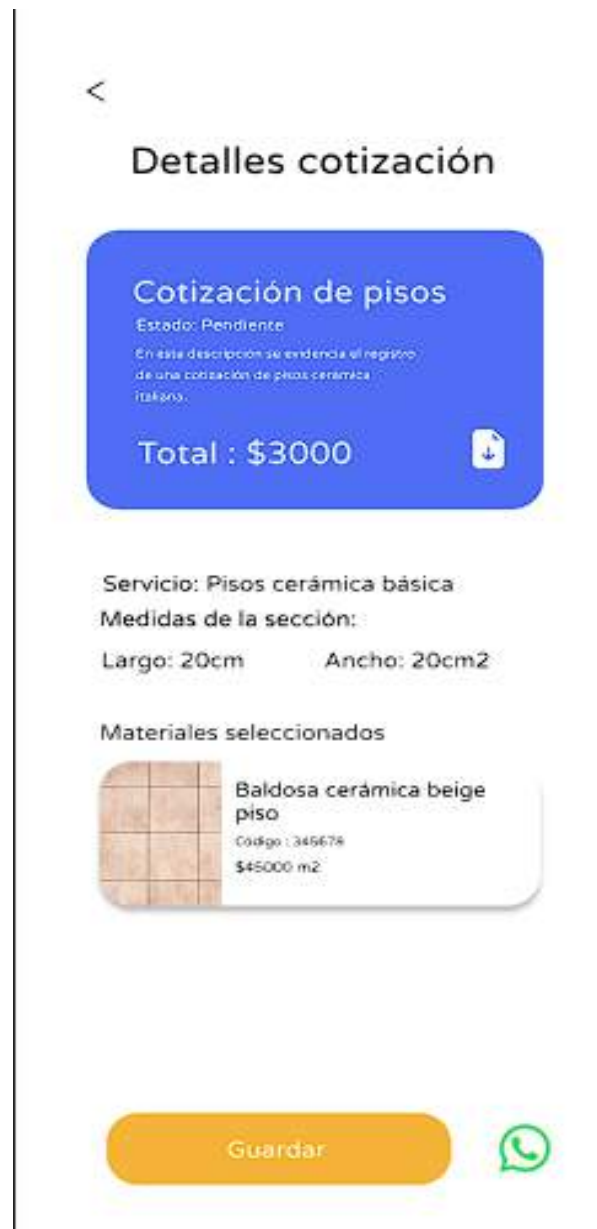 <
Detalles cotización
Cotización de pisos
Estado: Pendiente
En esta descripción se evidencia el registro
de una cotización de pisos ceramica
italiana.
Total : $3000
Servicio: Pisos cerámica básica
Medidas de la sección:
Largo: 20cm Ancho: 20cm2
Materiales seleccionados
Baldosa cerámica beige
piso
Código : 345678
$45000 m2
Guardar